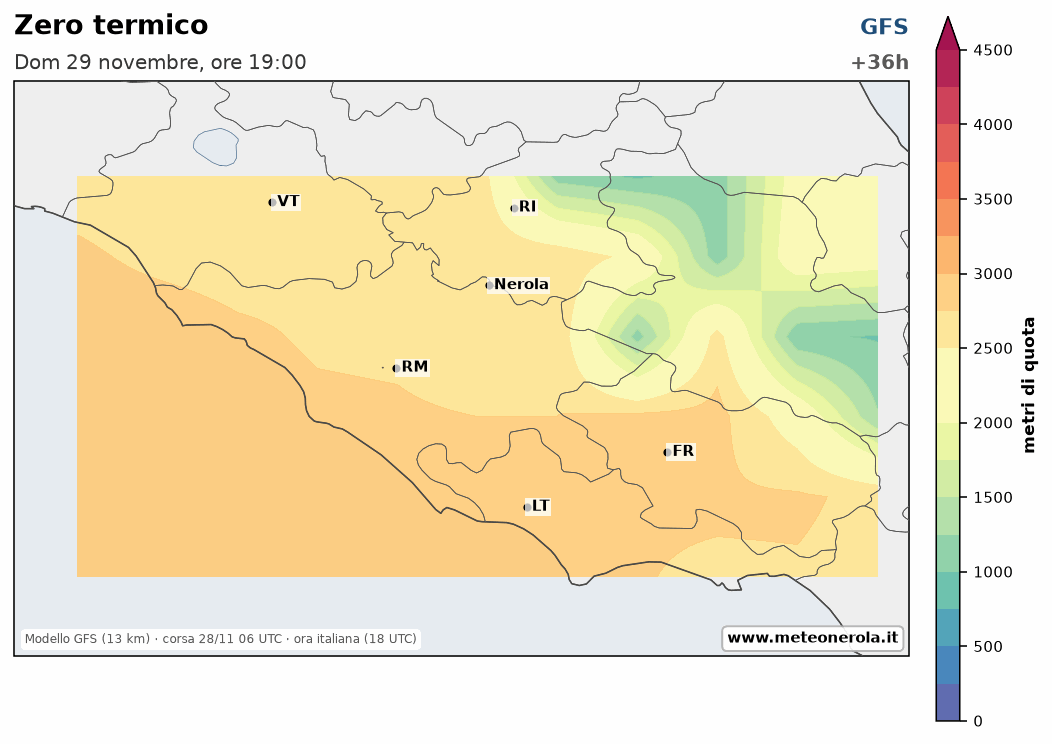 Zero termico
GFS
Dom 29 novembre, ore 19:00
+36h
VT
RI
Nerola
RM
FR
LT
4500
4000
3500
3000
2500
2000
1500
1000
500
0
metri di quota
Modello GFS (13 km) · corsa 28/11 06 UTC · ora italiana (18 UTC)
www.meteonerola.it